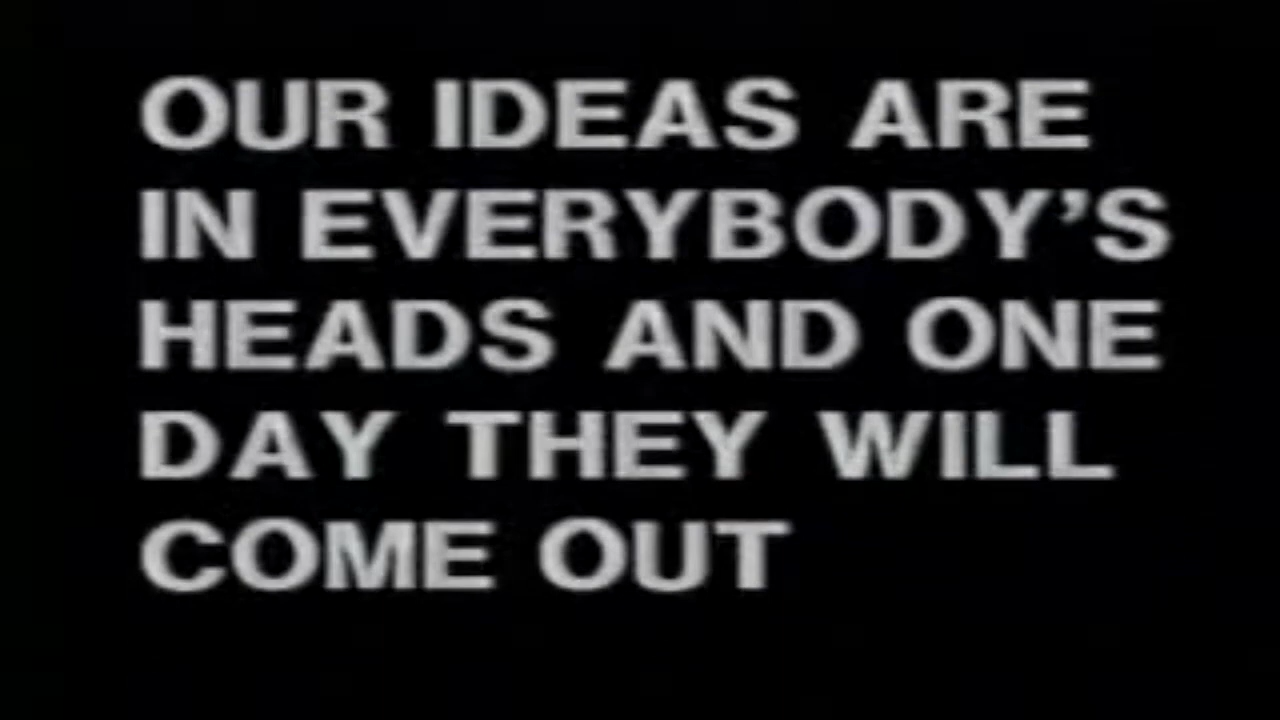 OUR IDEAS ARE
IN EVERYBODY’S
HEADS AND ONE
DAY THEY WILL
COME OUT